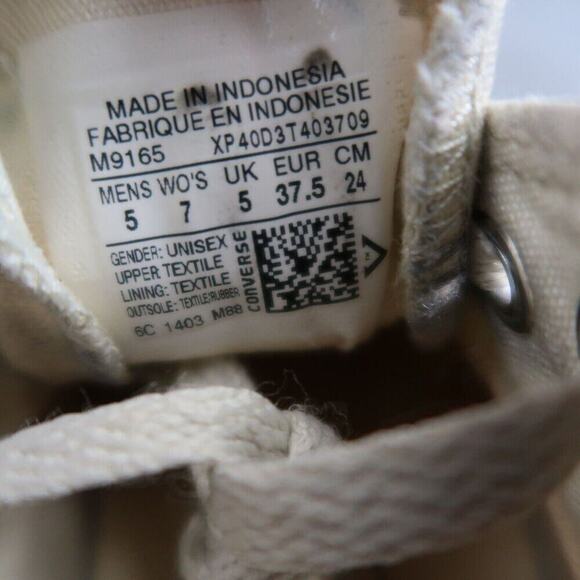 MADE IN INDONESIA
FABRIQUE EN INDONESIE
M9165 XP40D3T403709
MENS WO'S UK EUR CM
5 7 5 37.5 24
GENDER: UNISEX
UPPER TEXTILE
LINING: TEXTILE
OUTSOLE: TEXTILE/RUBBER
6C 1403 M88
CONVERSE